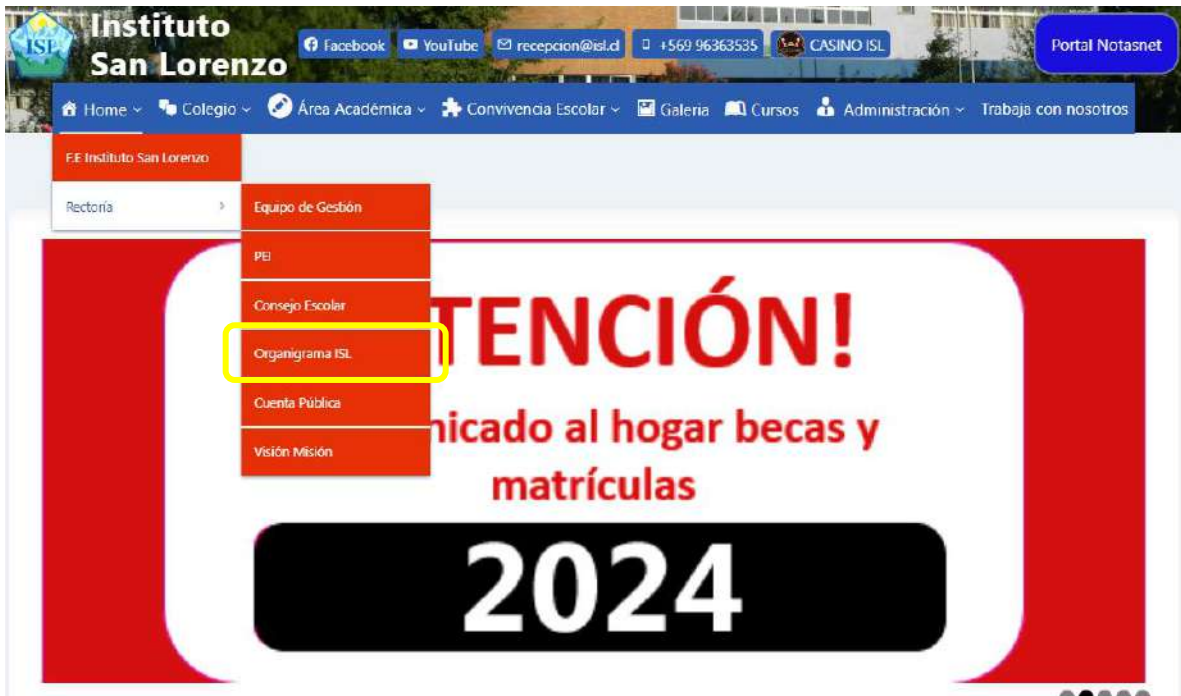 ISL
Instituto
San Lorenzo
Facebook
YouTube
recepcion@isl.cl
+569 96363535
CASINO ISL
Portal Notasnet
Home
Colegio
Área Académica
Convivencia Escolar
Galeria
Cursos
Administración
Trabaja con nosotros
F.E Instituto San Lorenzo
Rectoría
Equipo de Gestión
PEI
Consejo Escolar
Organigrama ISL
Cuenta Pública
Visión Misión
TENCIÓN!
nicado al hogar becas y
matrículas
2024